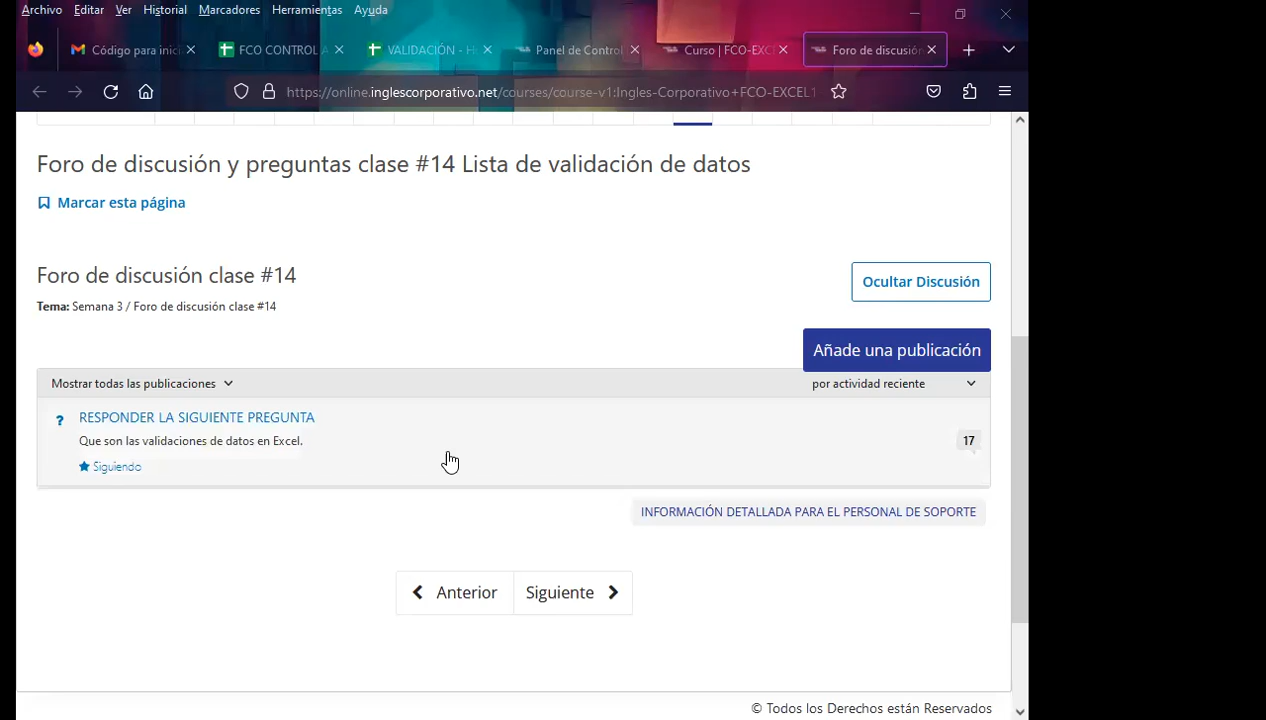 Archivo Editar Ver Historial Marcadores Herramientas Ayuda
Código para inici FCO CONTROL A VALIDACIÓN - H Panel de Control Curso | FCO-EXC Foro de discusión
https://online.inglescorporativo.net/courses/course-v1:Ingles-Corporativo+FCO-EXCEL1
Foro de discusión y preguntas clase #14 Lista de validación de datos
Marcar esta página
Foro de discusión clase #14
Ocultar Discusión
Tema: Semana 3 / Foro de discusión clase #14
Añade una publicación
Mostrar todas las publicaciones por actividad reciente
? RESPONDER LA SIGUIENTE PREGUNTA
Que son las validaciones de datos en Excel.
17
Siguiendo
INFORMACIÓN DETALLADA PARA EL PERSONAL DE SOPORTE
Anterior Siguiente
© Todos los Derechos están Reservados